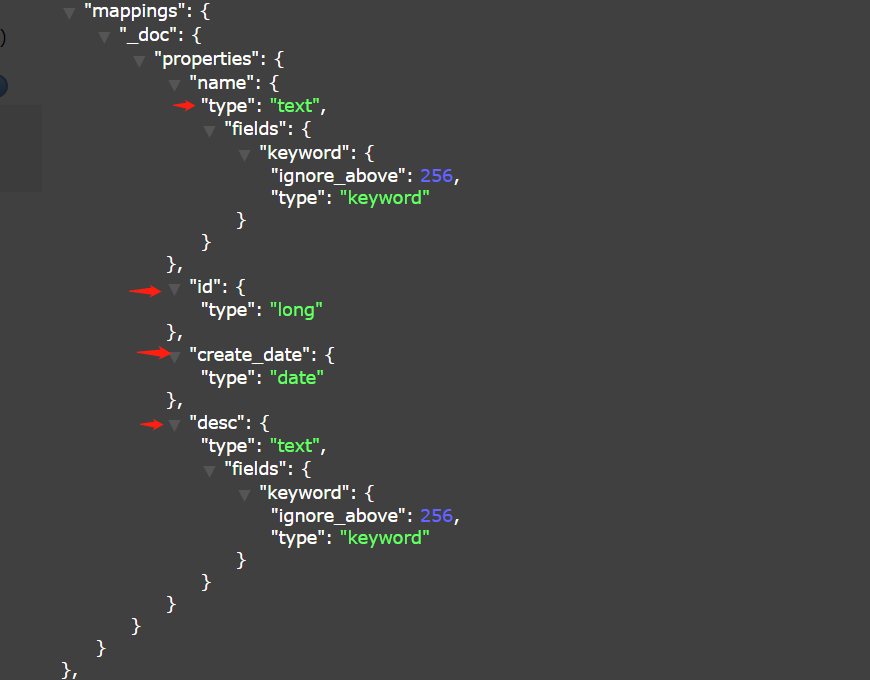 "mappings": {
"_doc": {
"properties": {
"name": {
"type": "text",
"fields": {
"keyword": {
"ignore_above": 256,
"type": "keyword"
}
}
},
"id": {
"type": "long"
},
"create_date": {
"type": "date"
},
"desc": {
"type": "text",
"fields": {
"keyword": {
"ignore_above": 256,
"type": "keyword"
}
}
}
}
}
},